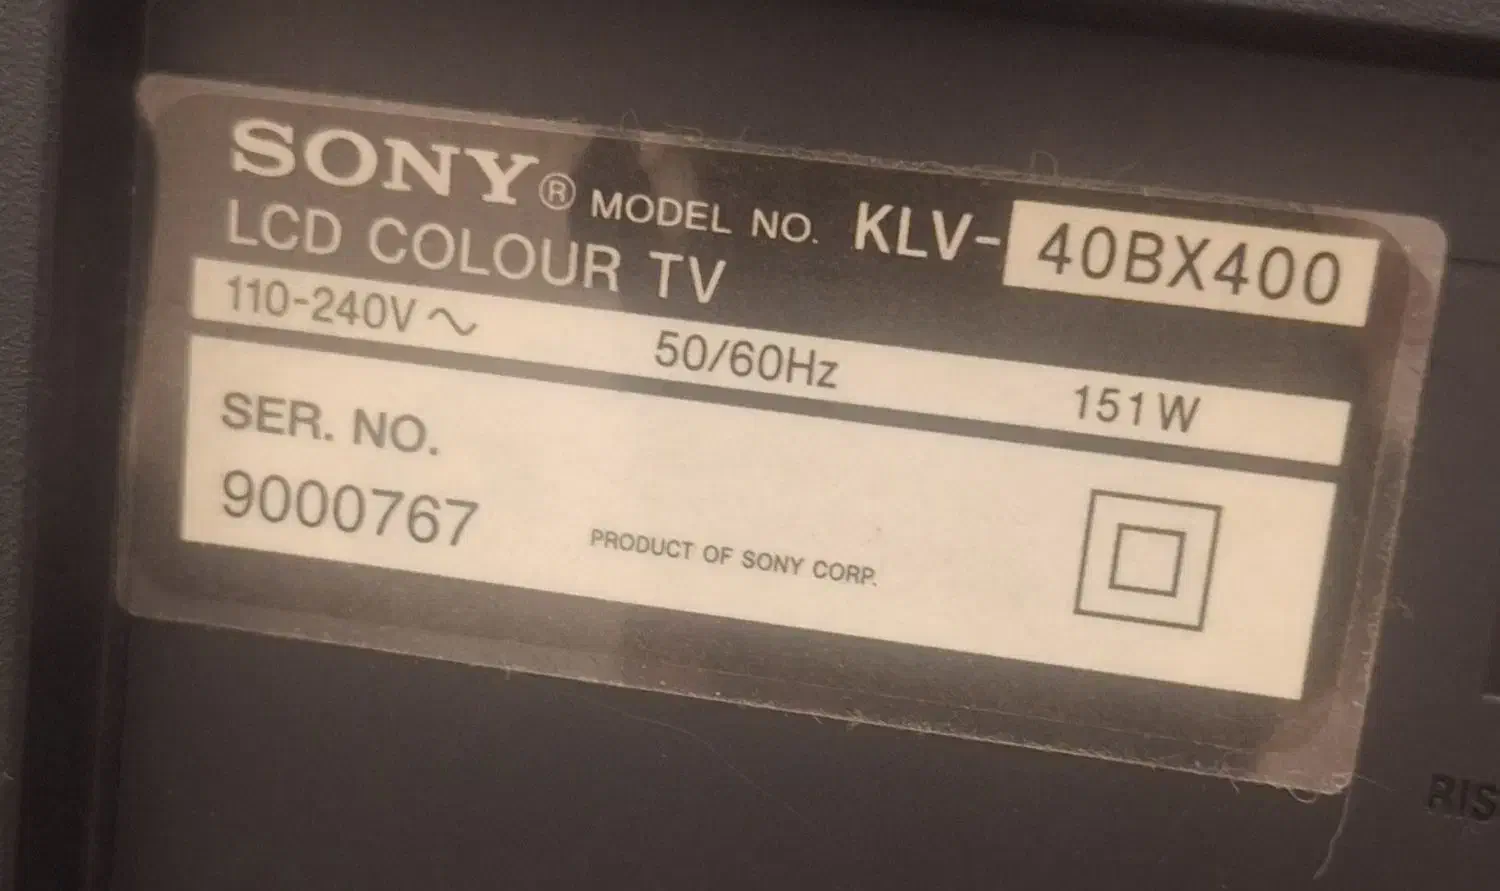 SONY® MODEL NO. KLV-40BX400
LCD COLOUR TV
110-240V ~ 50/60Hz 151W
SER. NO.
9000767
PRODUCT OF SONY CORP.
RIS